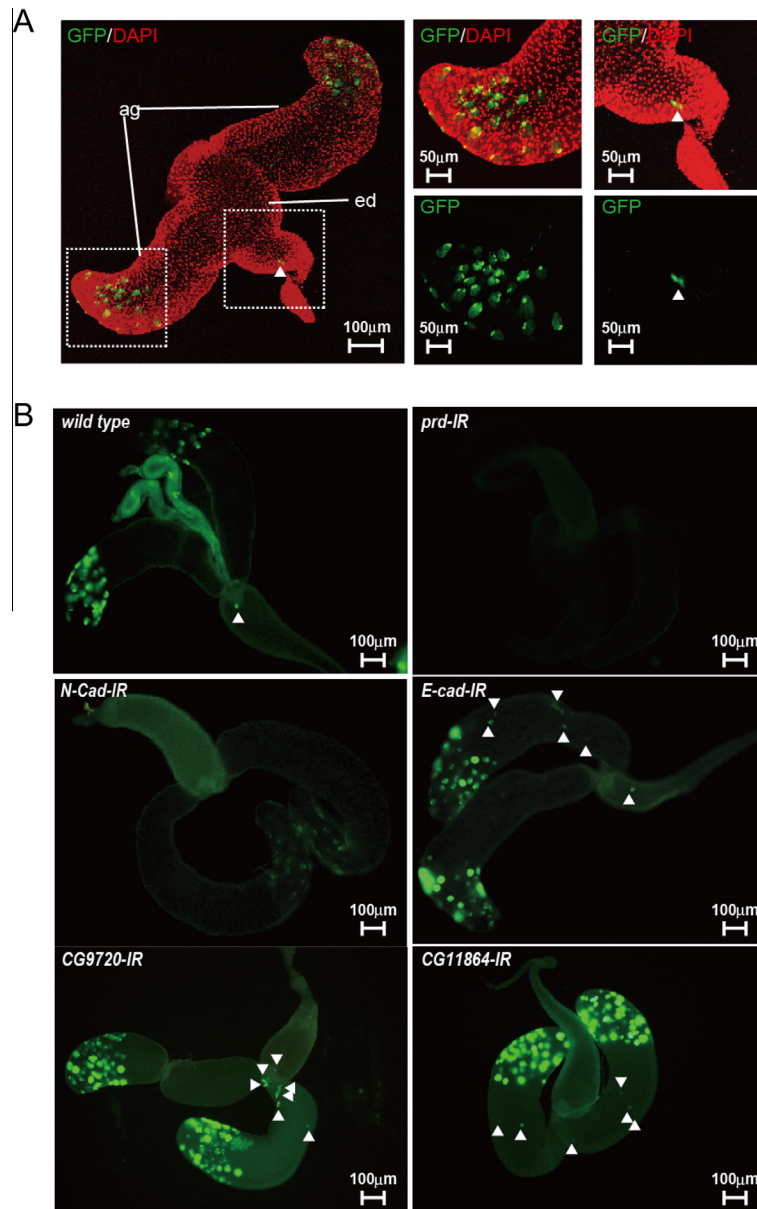 A
GFP/DAPI
ag
ed
100μm
GFP/DAPI
50μm
GFP/DAPI
50μm
GFP
50μm
GFP
50μm
B
wild type
100μm
prd-IR
100μm
N-Cad-IR
100μm
E-cad-IR
100μm
CG9720-IR
100μm
CG11864-IR
100μm